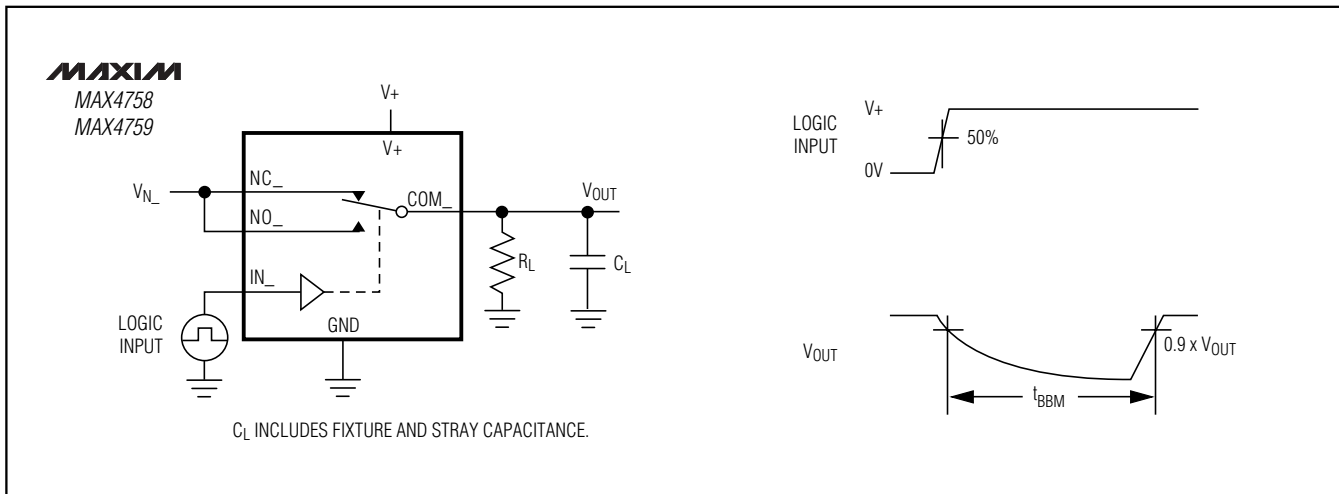 MAXIM
MAX4758
MAX4759
V+
V+
NC_
V_N_
NO_
COM_
V_OUT
R_L
C_L
IN_
GND
LOGIC
INPUT
C_L INCLUDES FIXTURE AND STRAY CAPACITANCE.
V+
LOGIC
INPUT
50%
0V
V_OUT
0.9 x V_OUT
t_BBM